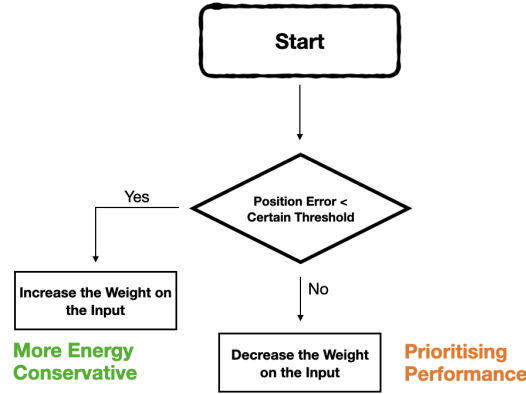 Start
Position Error <
Certain Threshold
Yes
Increase the Weight on
the Input
No
More Energy
Conservative
Decrease the Weight
on the Input
Prioritising
Performance